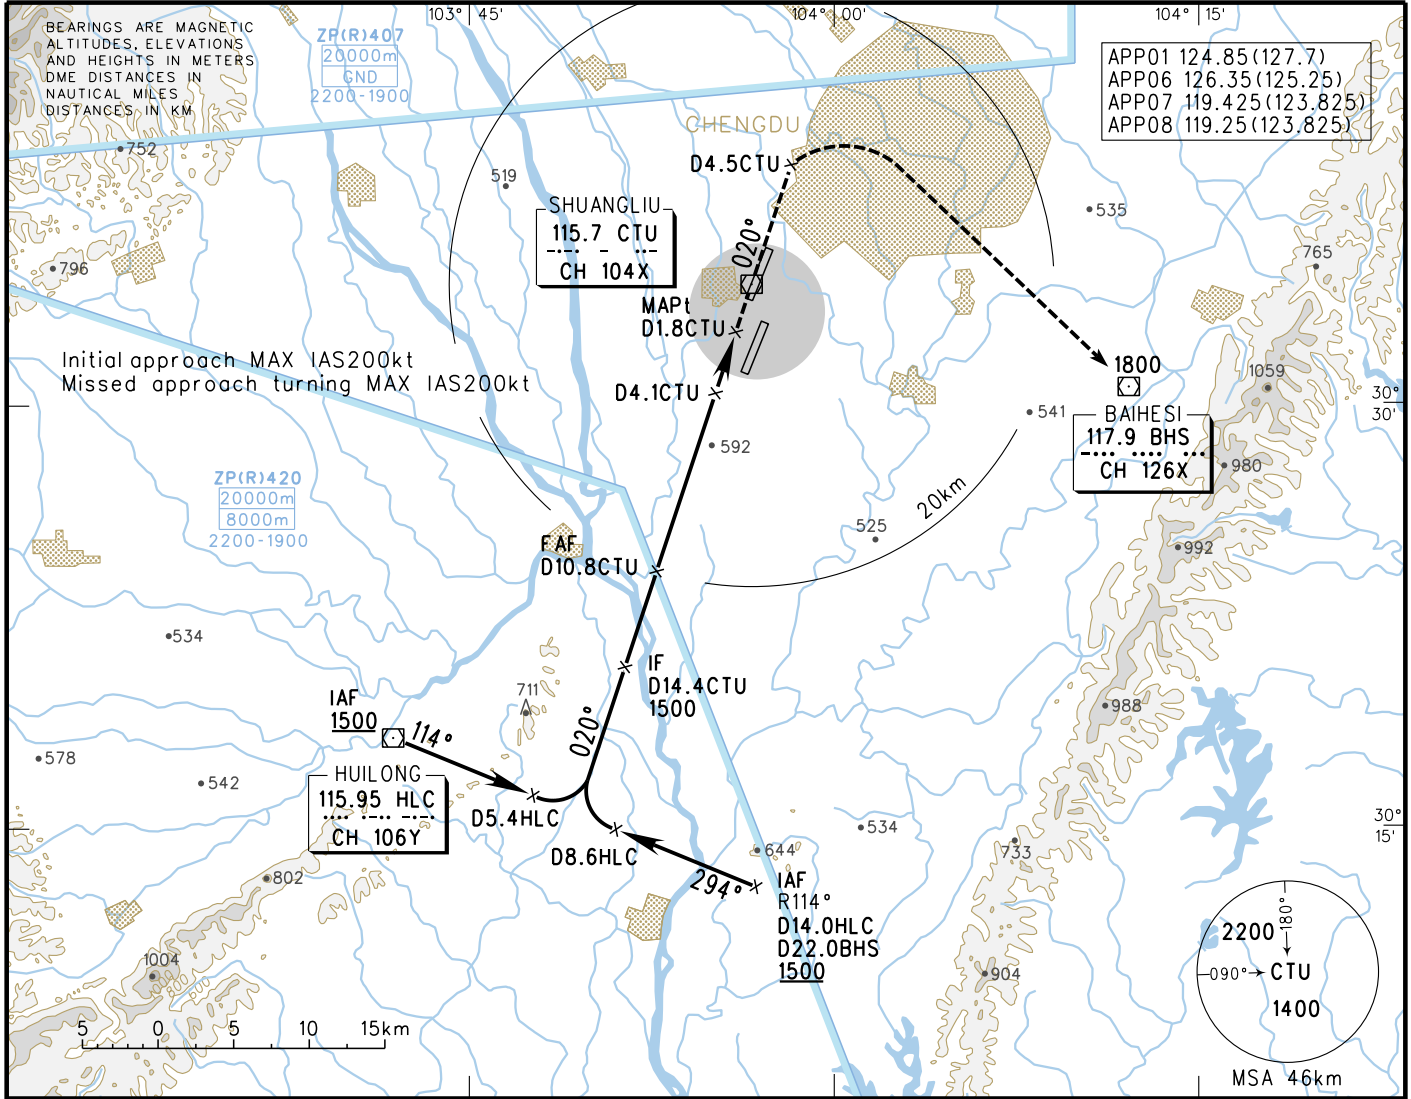 BEARINGS ARE MAGNETIC
ALTITUDES, ELEVATIONS
AND HEIGHTS IN METERS
DME DISTANCES IN
NAUTICAL MILES
DISTANCES IN KM
ZP(R)407
20000m
GND
2200-1900
103°45'
104°00'
104°15'
APP01 124.85(127.7)
APP06 126.35(125.25)
APP07 119.425(123.825)
APP08 119.25(123.825)
CHENGDU
752
519
D4.5CTU
SHUANGLIU
115.7 CTU
CH 104X
020°
535
765
796
MAPt
D1.8CTU
Initial approach MAX IAS200kt
Missed approach turning MAX IAS200kt
D4.1CTU
1800
1059
30°
30'
BAIHESI
117.9 BHS
CH 126X
541
592
980
ZP(R)420
20000m
8000m
2200-1900
20km
525
992
FAF
D10.8CTU
534
IF
D14.4CTU
1500
711
IAF
1500
114°
020°
988
578
542
HUILONG
115.95 HLC
CH 106Y
D5.4HLC
D8.6HLC
534
30°
15'
733
644
294°
IAF
R114°
D14.0HLC
D22.0BHS
1500
802
1004
904
2200
180°
090°
CTU
1400
MSA 46km
5 0 5 10 15km